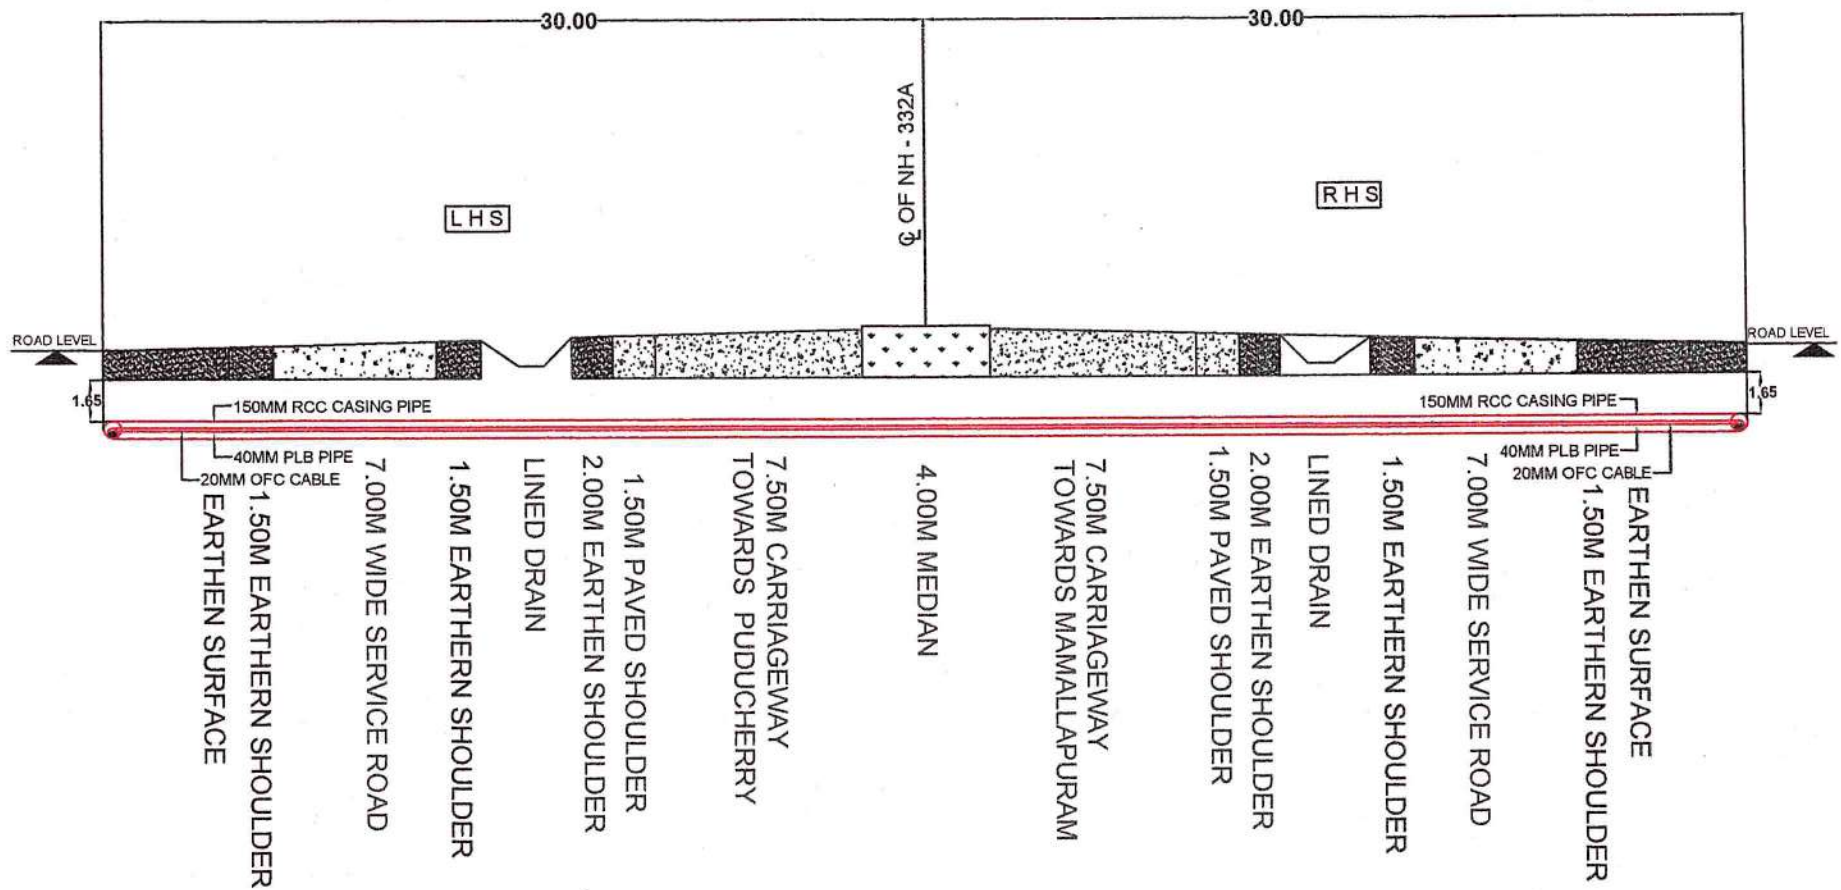 30.00
30.00
℄ OF NH - 332A
LHS
RHS
ROAD LEVEL
ROAD LEVEL
1.65
1.65
150MM RCC CASING PIPE
150MM RCC CASING PIPE
40MM PLB PIPE
40MM PLB PIPE
20MM OFC CABLE
20MM OFC CABLE
EARTHEN SURFACE
1.50M EARTHERN SHOULDER
7.00M WIDE SERVICE ROAD
1.50M EARTHERN SHOULDER
LINED DRAIN
2.00M EARTHEN SHOULDER
1.50M PAVED SHOULDER
7.50M CARRIAGEWAY
TOWARDS PUDUCHERRY
4.00M MEDIAN
7.50M CARRIAGEWAY
TOWARDS MAMALLAPURAM
1.50M PAVED SHOULDER
2.00M EARTHEN SHOULDER
LINED DRAIN
1.50M EARTHERN SHOULDER
7.00M WIDE SERVICE ROAD
1.50M EARTHERN SHOULDER
EARTHEN SURFACE